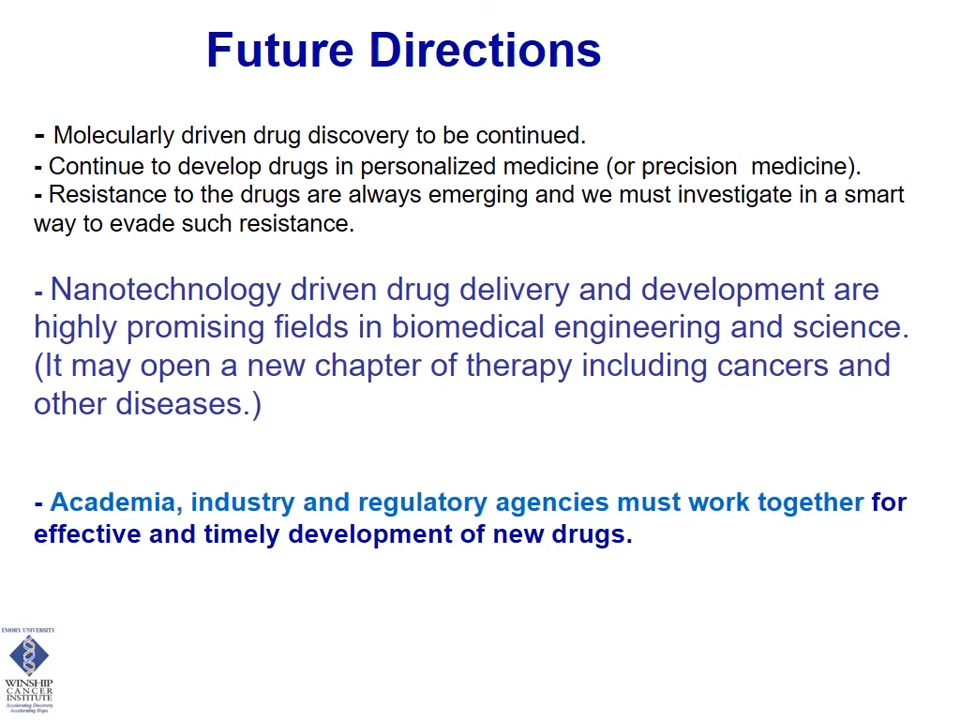 Future Directions
- Molecularly driven drug discovery to be continued.
- Continue to develop drugs in personalized medicine (or precision  medicine).
- Resistance to the drugs are always emerging and we must investigate in a smart
way to evade such resistance.
- Nanotechnology driven drug delivery and development are
highly promising fields in biomedical engineering and science.
(It may open a new chapter of therapy including cancers and
other diseases.)
- Academia, industry and regulatory agencies must work together for
effective and timely development of new drugs.
EMORY UNIVERSITY
WINSHIP
CANCER
INSTITUTE
Accelerating Discovery
Accelerating Hope